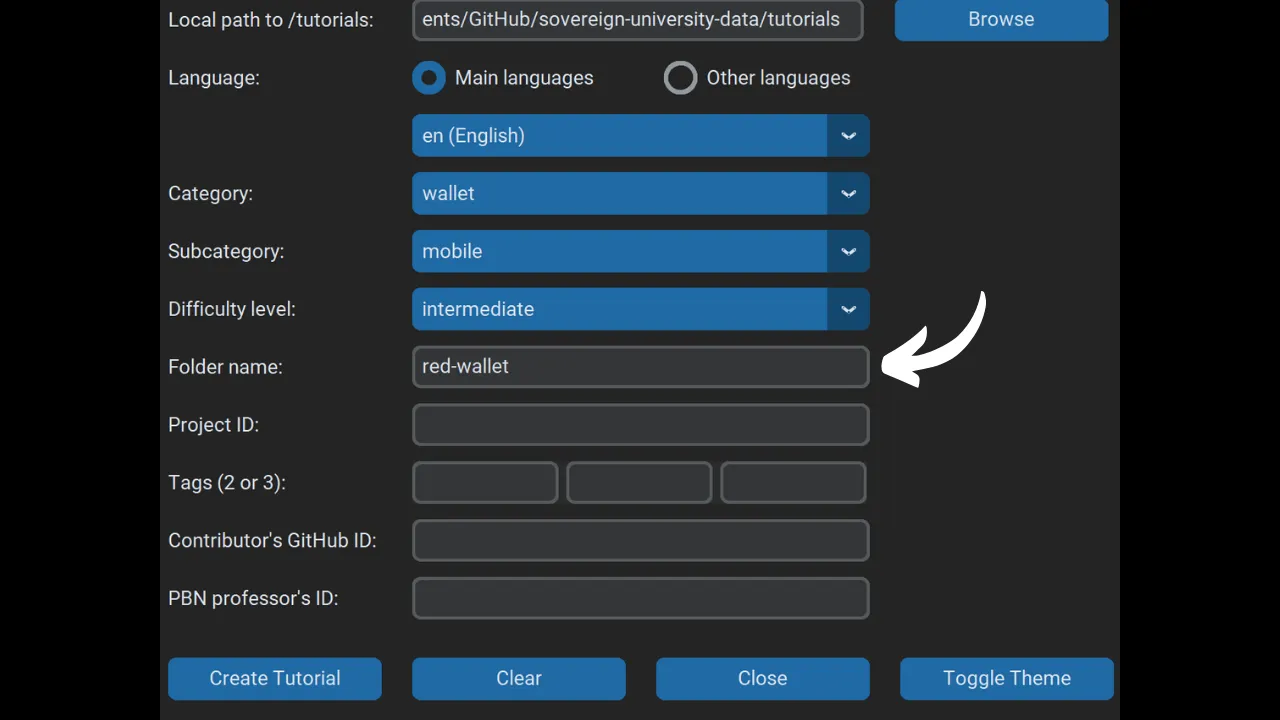 Local path to /tutorials: ents/GitHub/sovereign-university-data/tutorials Browse
Language: Main languages Other languages
en (English)
Category: wallet
Subcategory: mobile
Difficulty level: intermediate
Folder name: red-wallet
Project ID:
Tags (2 or 3):
Contributor's GitHub ID:
PBN professor's ID:
Create Tutorial Clear Close Toggle Theme